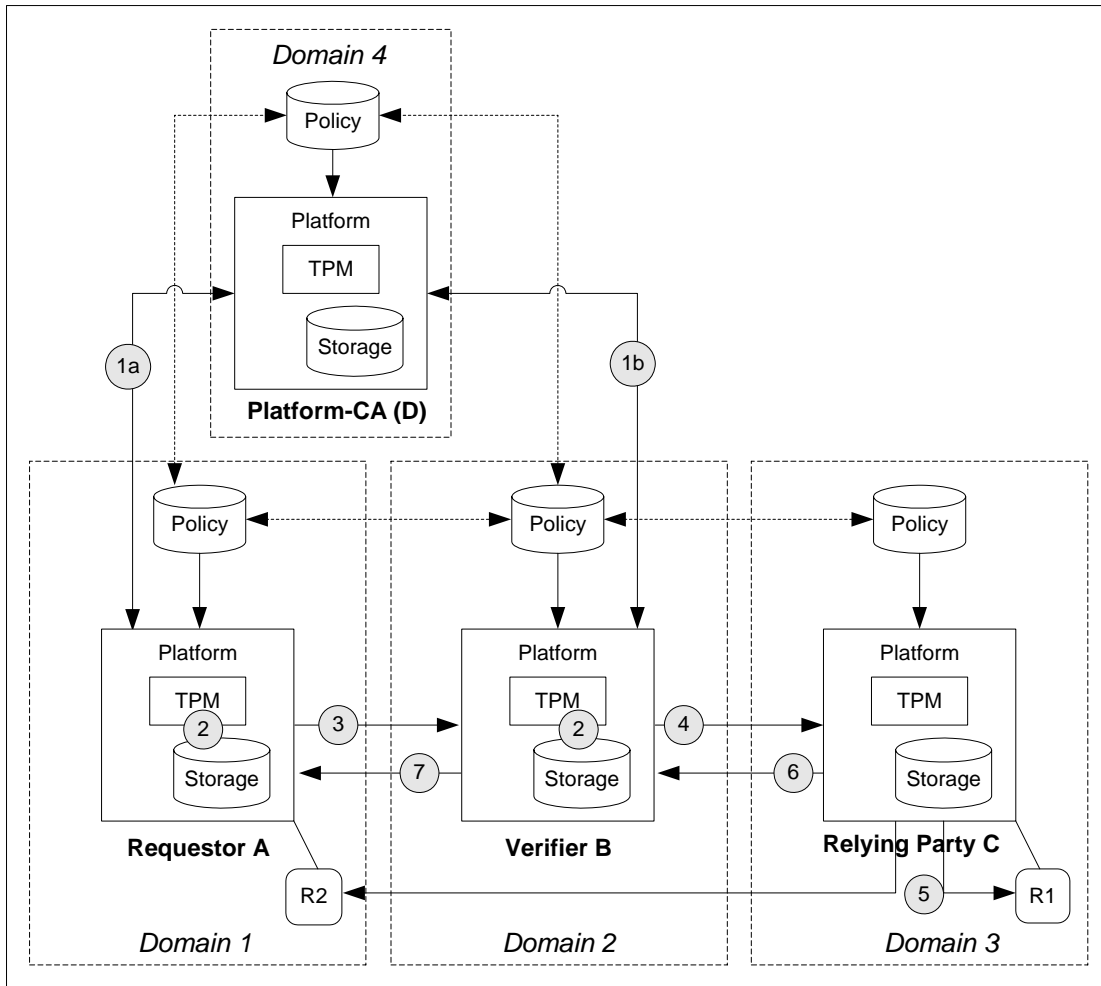 Domain 4
Policy
Platform
TPM
Storage
1a
1b
Platform-CA (D)
Policy
Policy
Policy
Platform
Platform
Platform
TPM
TPM
TPM
2
3
2
4
Storage
7
Storage
6
Storage
Requestor A
Verifier B
Relying Party C
R2
5
R1
Domain 1
Domain 2
Domain 3